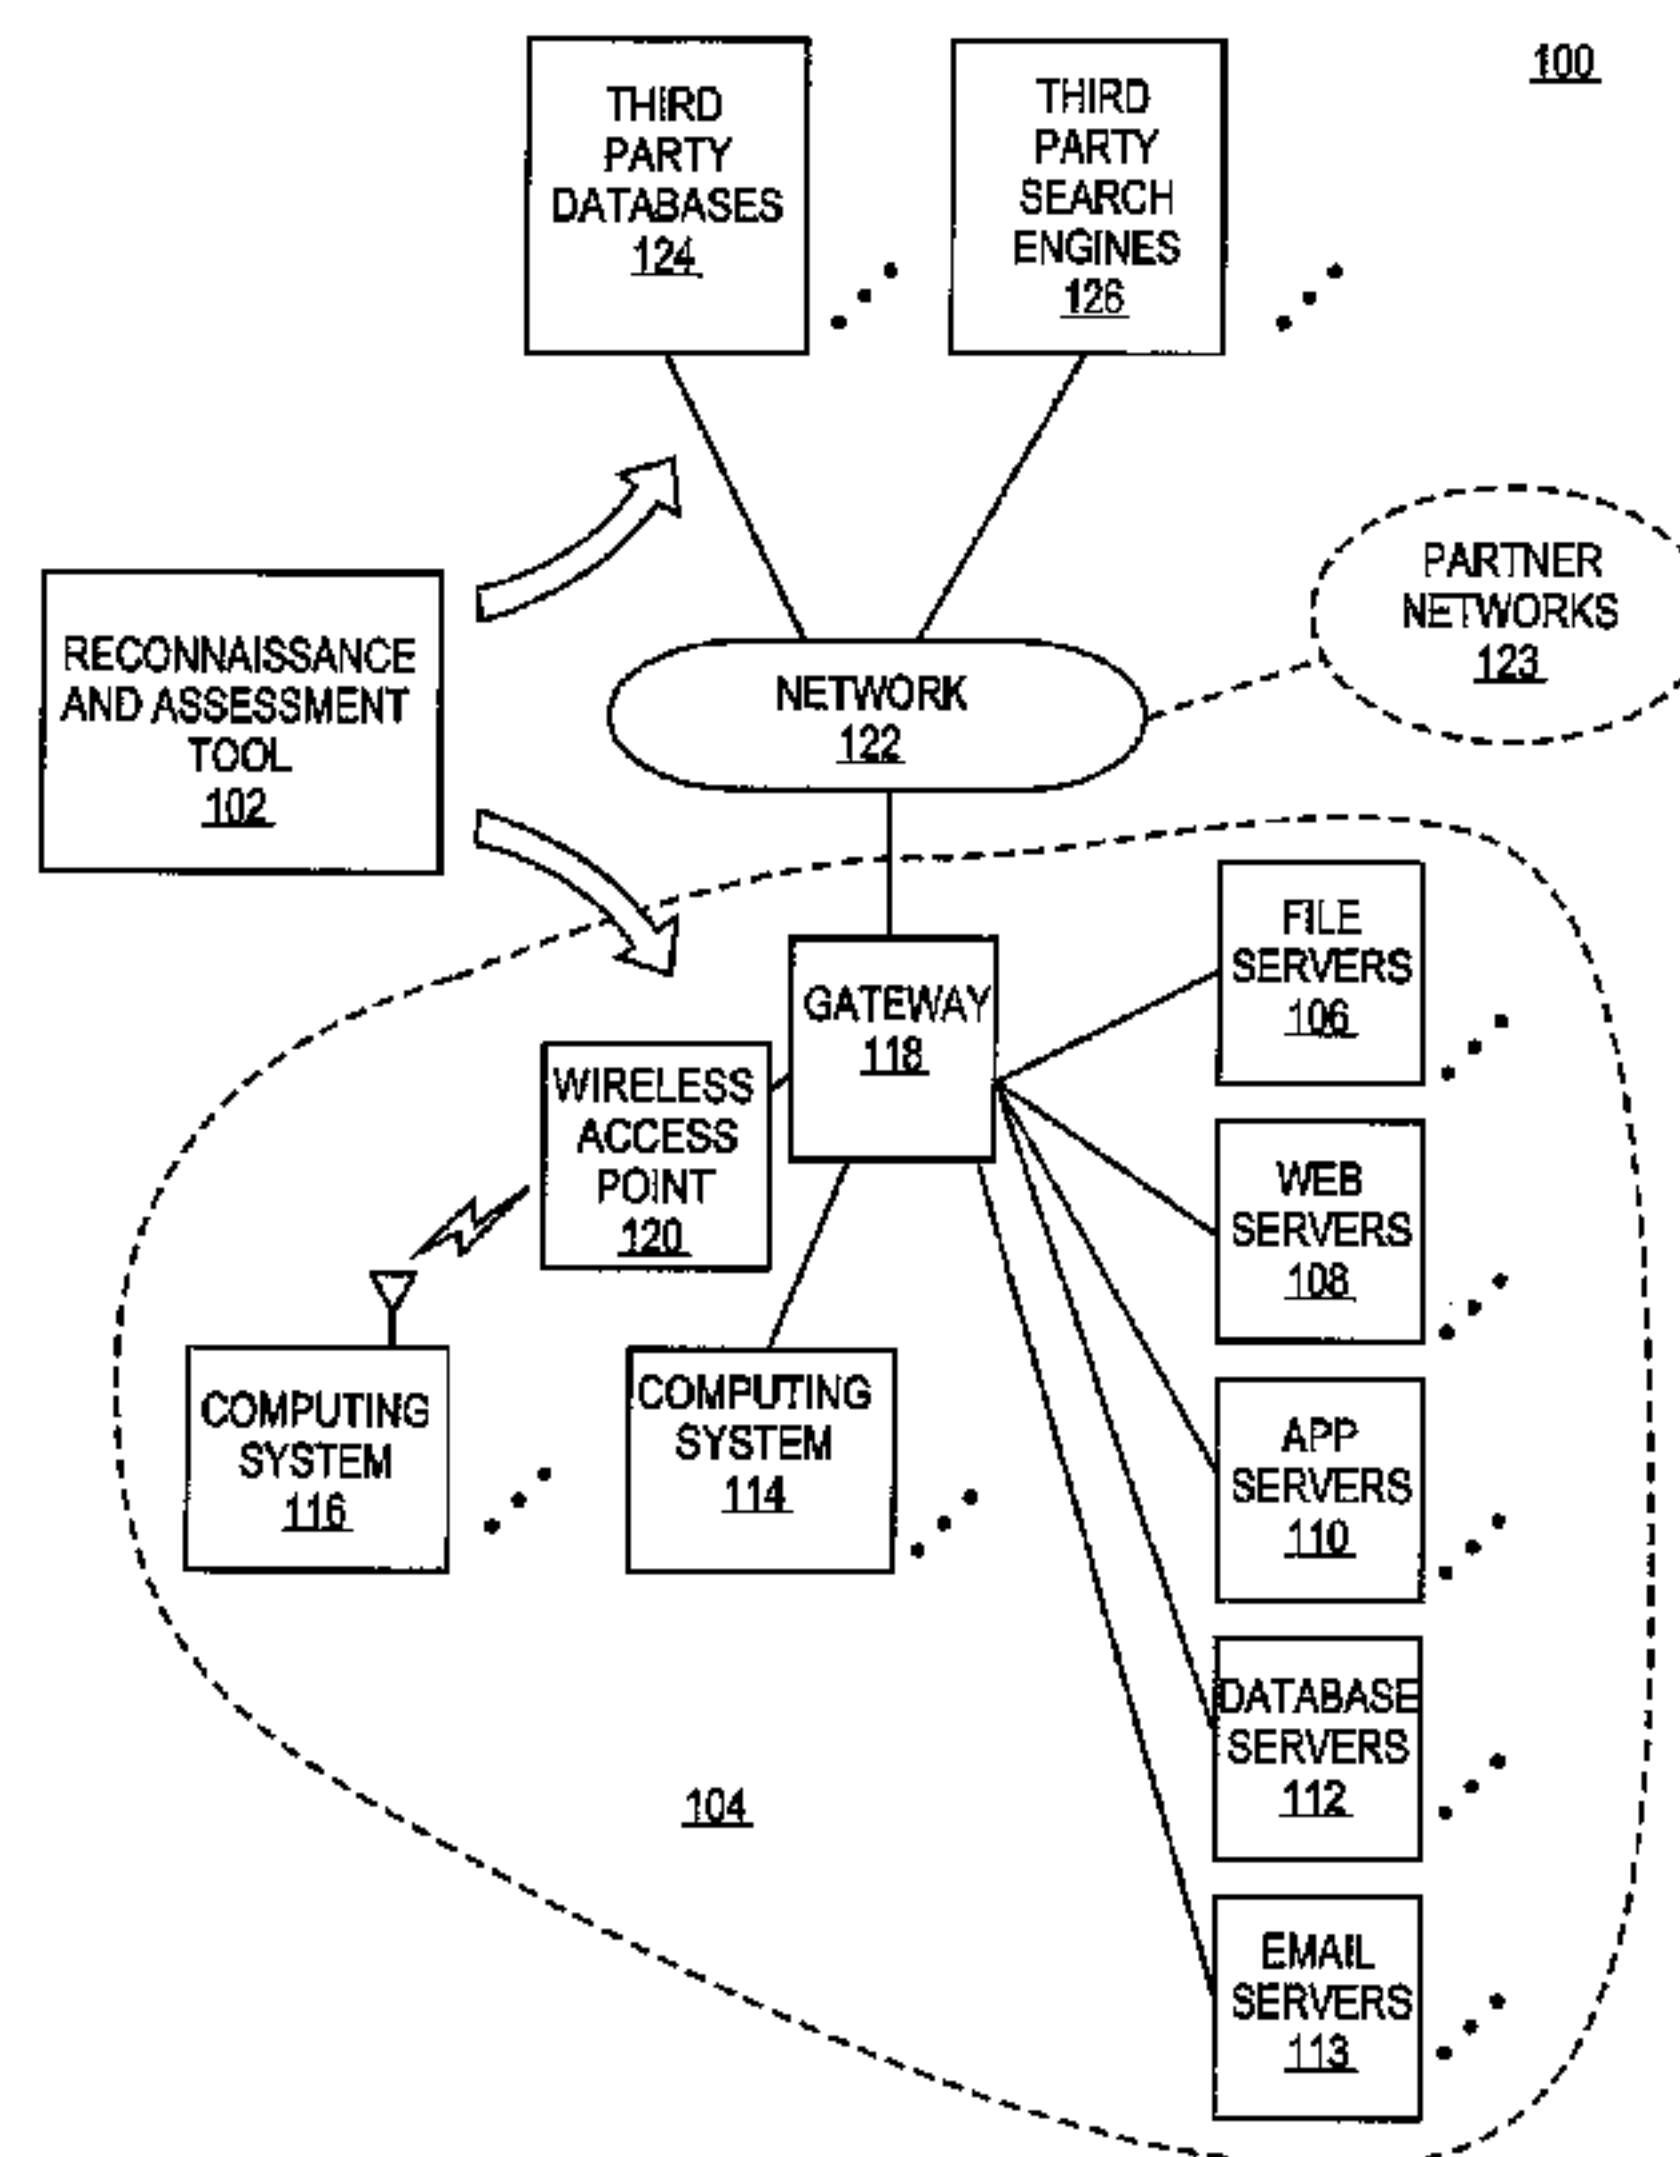 100
THIRD
PARTY
DATABASES
124
THIRD
PARTY
SEARCH
ENGINES
126
PARTNER
NETWORKS
123
RECONNAISSANCE
AND ASSESSMENT
TOOL
102
NETWORK
122
FILE
SERVERS
106
GATEWAY
118
WIRELESS
ACCESS
POINT
120
WEB
SERVERS
108
COMPUTING
SYSTEM
116
COMPUTING
SYSTEM
114
APP
SERVERS
110
DATABASE
SERVERS
112
104
EMAIL
SERVERS
113